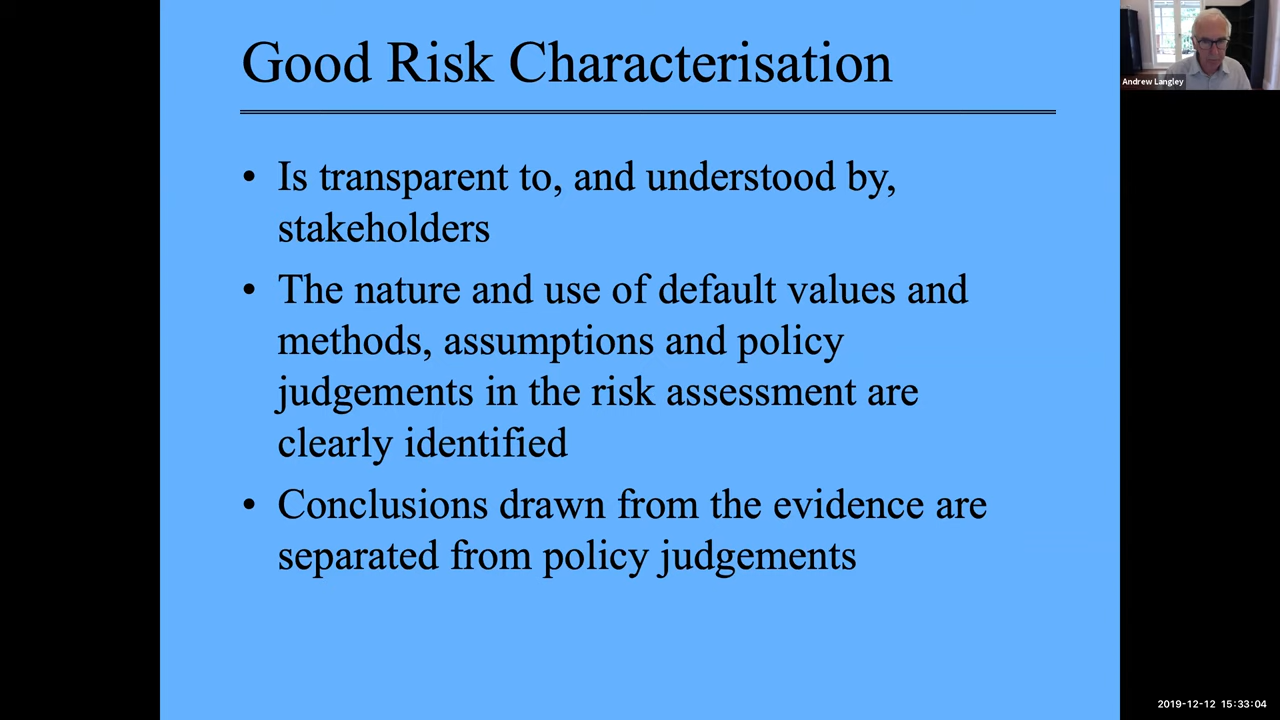 Good Risk Characterisation
Andrew Langley
• Is transparent to, and understood by,
stakeholders
• The nature and use of default values and
methods, assumptions and policy
judgements in the risk assessment are
clearly identified
• Conclusions drawn from the evidence are
separated from policy judgements
2019-12-12 15:33:04